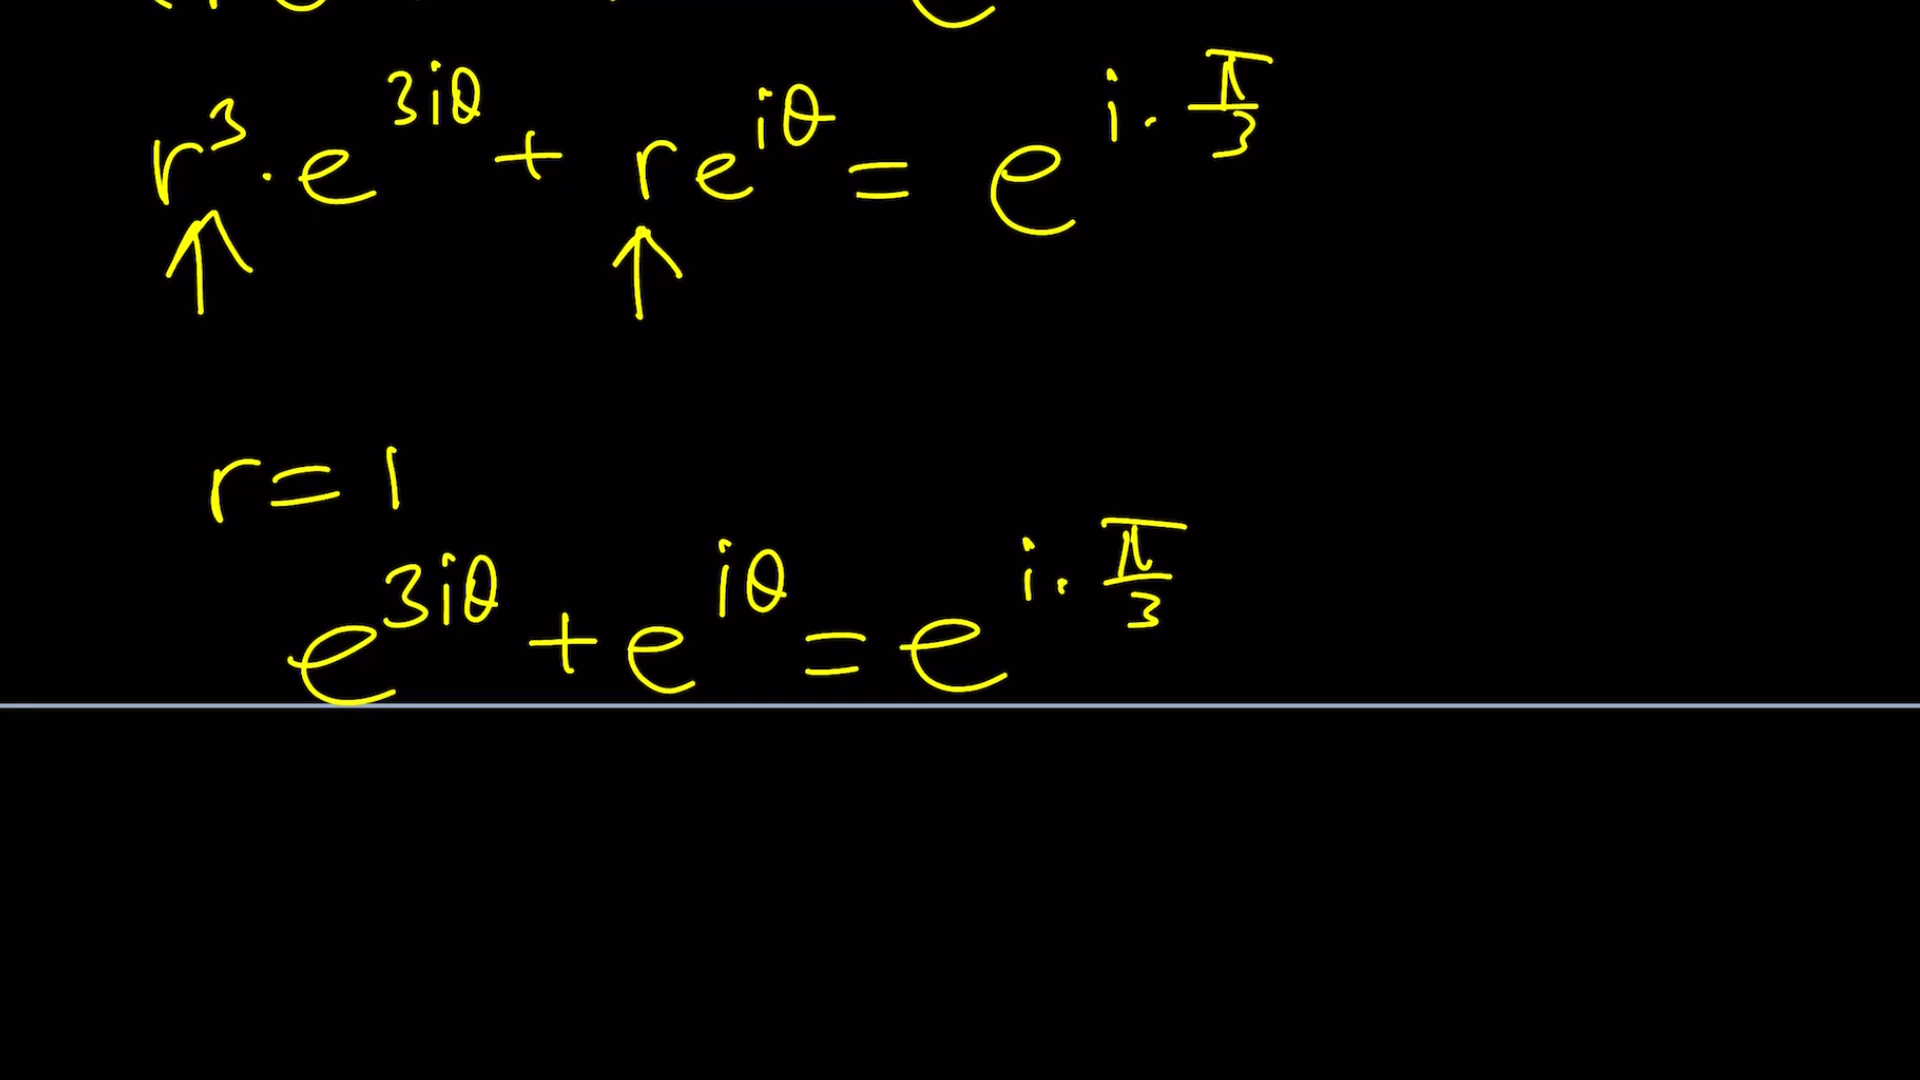 r³ · e^{3iθ} + re^{iθ} = e^{i · π/3}
r = 1
e^{3iθ} + e^{iθ} = e^{i · π/3}